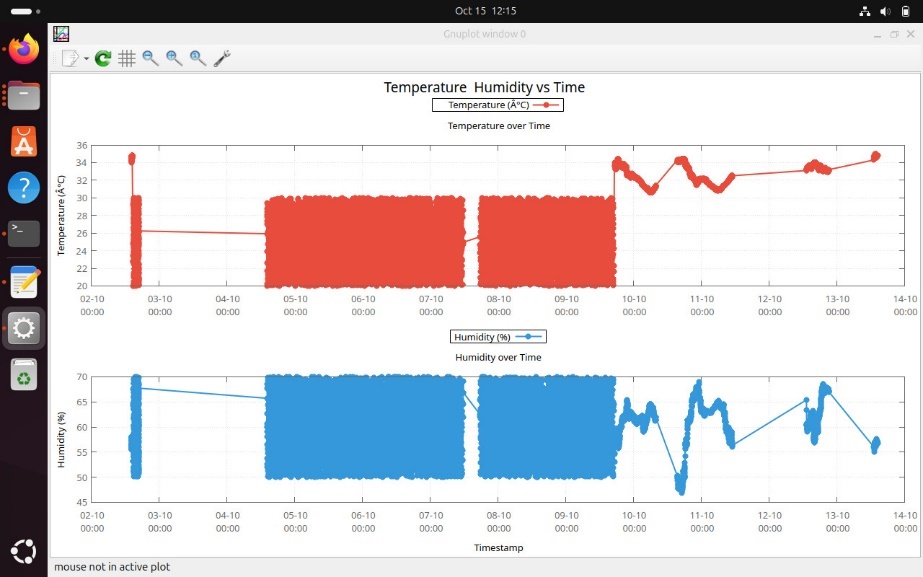 Oct 15 12:15
Gnuplot window 0
Temperature Humidity vs Time
Temperature (Â°C)
Temperature over Time
Temperature (Â°C)
36
34
32
30
28
26
24
22
20
02-10 03-10 04-10 05-10 06-10 07-10 08-10 09-10 10-10 11-10 12-10 13-10 14-10
00:00 00:00 00:00 00:00 00:00 00:00 00:00 00:00 00:00 00:00 00:00 00:00 00:00
Humidity (%)
Humidity over Time
Humidity (%)
70
65
60
55
50
45
02-10 03-10 04-10 05-10 06-10 07-10 08-10 09-10 10-10 11-10 12-10 13-10 14-10
00:00 00:00 00:00 00:00 00:00 00:00 00:00 00:00 00:00 00:00 00:00 00:00 00:00
Timestamp
mouse not in active plot